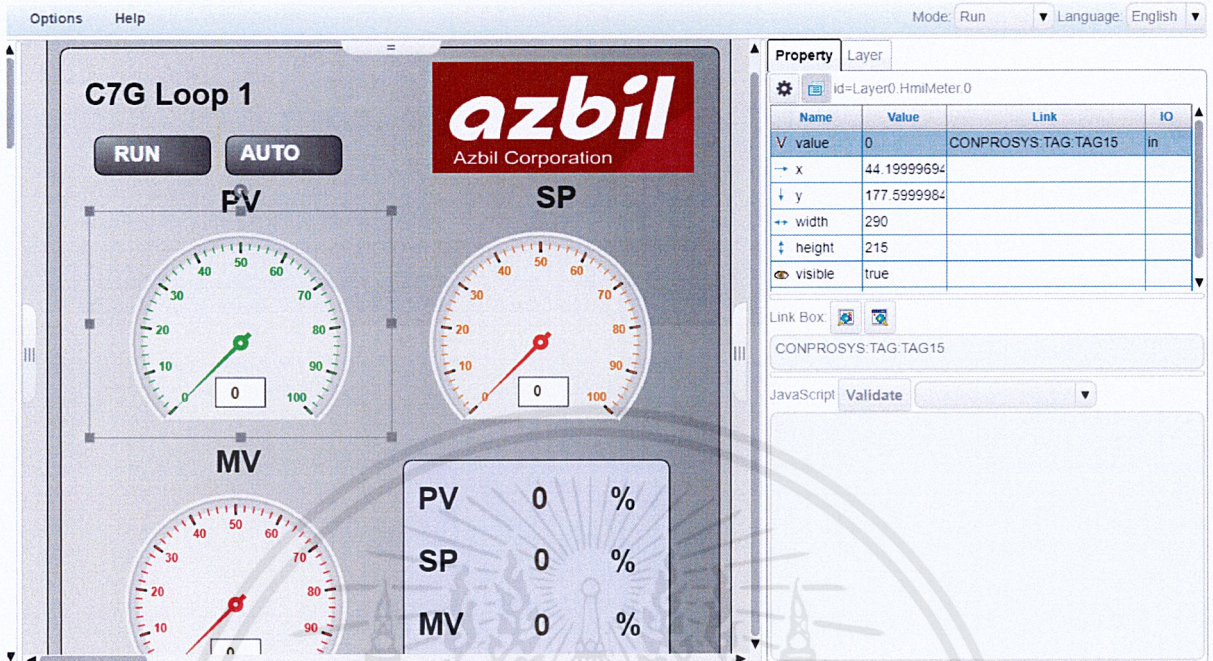 Options Help Mode: Run Language: English
Property Layer
id=Layer0.HmiMeter.0
Name Value Link IO
V value 0 CONPROSYS:TAG:TAG15 in
x 44.19999694
y 177.5999984
width 290
height 215
visible true
Link Box:
CONPROSYS:TAG:TAG15
JavaScript Validate
C7G Loop 1
azbil
Azbil Corporation
RUN AUTO
PV SP
0 10 20 30 40 50 60 70 80 90 100
0
0 10 20 30 40 50 60 70 80 90 100
0
MV
10 20 30 40 50 60 70 80 90
0
PV 0 %
SP 0 %
MV 0 %